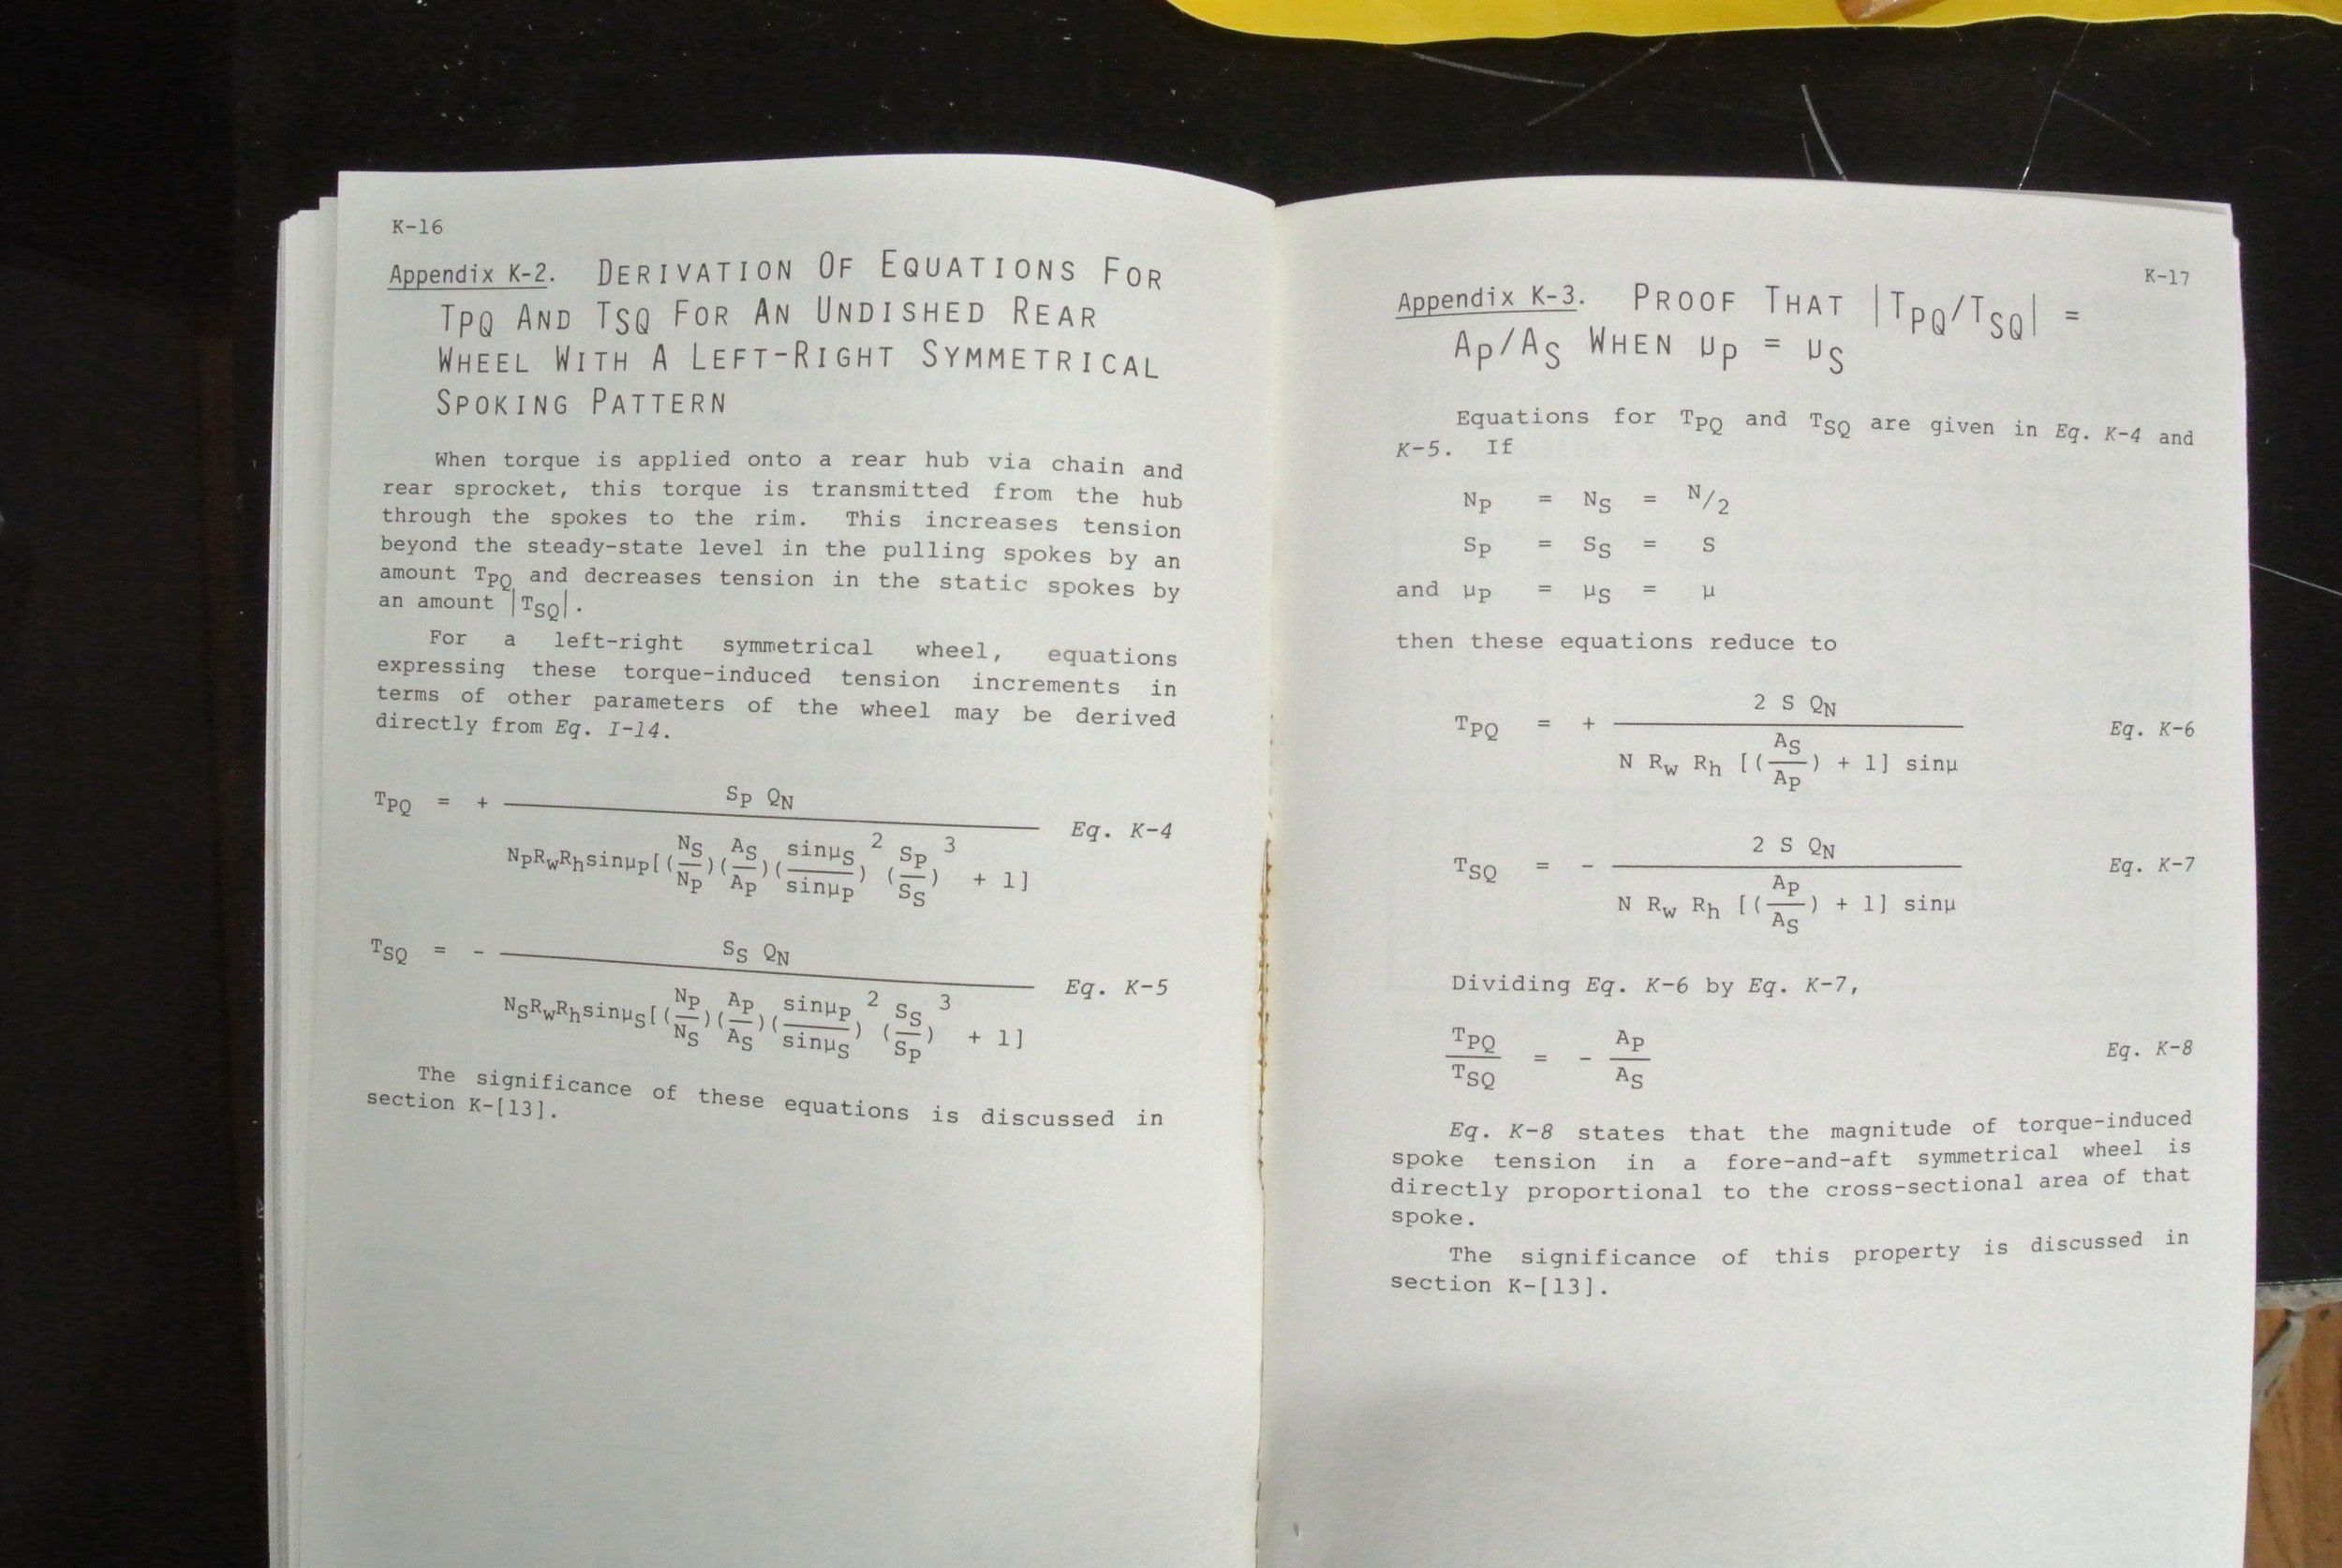 K-16
Appendix K-2. DERIVATION OF EQUATIONS FOR
TPQ AND TSQ FOR AN UNDISHED REAR
WHEEL WITH A LEFT-RIGHT SYMMETRICAL
SPOKING PATTERN
When torque is applied onto a rear hub via chain and
rear sprocket, this torque is transmitted from the hub
through the spokes to the rim. This increases tension
beyond the steady-state level in the pulling spokes by an
amount TPQ and decreases tension in the static spokes by
an amount |TSQ|.
For a left-right symmetrical wheel, equations
expressing these torque-induced tension increments in
terms of other parameters of the wheel may be derived
directly from Eq. I-14.
SP QN
TPQ = + Eq. K-4
NPRwRhsinμP[(NS/NP)(AS/AP)(sinμS/sinμP)2(SP/SS)3 + 1]
SS QN
TSQ = - Eq. K-5
NSRwRhsinμS[(NP/NS)(AP/AS)(sinμP/sinμS)2(SS/SP)3 + 1]
The significance of these equations is discussed in
section K-[13].
K-17
Appendix K-3. PROOF THAT |TPQ/TSQ| =
AP/AS WHEN μP = μS
Equations for TPQ and TSQ are given in Eq. K-4 and
K-5. If
NP = NS = N/2
SP = SS = S
and μP = μS = μ
then these equations reduce to
2 S QN
TPQ = + Eq. K-6
N Rw Rh [(AS/AP) + 1] sinμ
2 S QN
TSQ = - Eq. K-7
N Rw Rh [(AP/AS) + 1] sinμ
Dividing Eq. K-6 by Eq. K-7,
TPQ/TSQ = - AP/AS Eq. K-8
Eq. K-8 states that the magnitude of torque-induced
spoke tension in a fore-and-aft symmetrical wheel is
directly proportional to the cross-sectional area of that
spoke.
The significance of this property is discussed in
section K-[13].